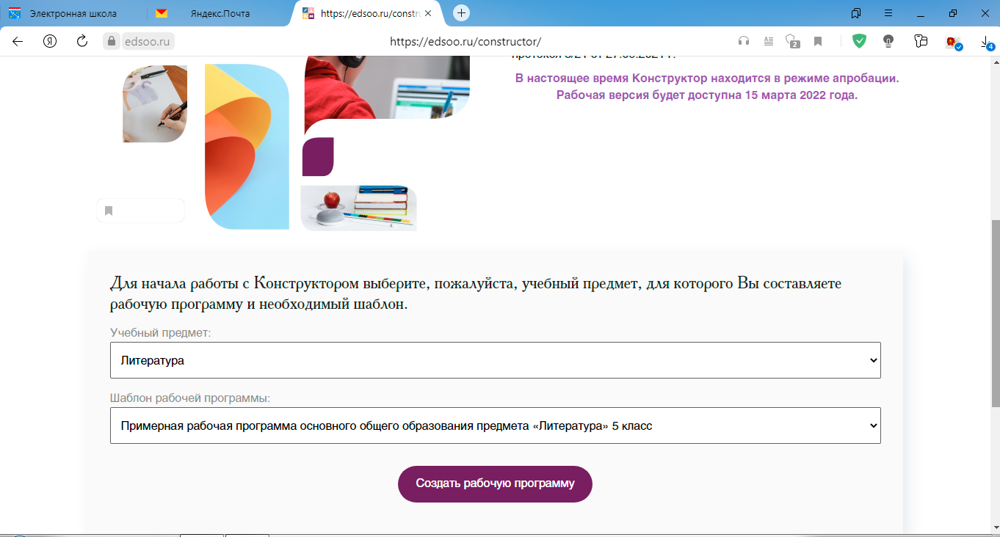 Электронная школа
Яндекс.Почта
https://edsoo.ru/constr
edsoo.ru
https://edsoo.ru/constructor/
2
4
В настоящее время Конструктор находится в режиме апробации.
Рабочая версия будет доступна 15 марта 2022 года.
Для начала работы с Конструктором выберите, пожалуйста, учебный предмет, для которого Вы составляете
рабочую программу и необходимый шаблон.
Учебный предмет:
Литература
Шаблон рабочей программы:
Примерная рабочая программа основного общего образования предмета «Литература» 5 класс
Создать рабочую программу